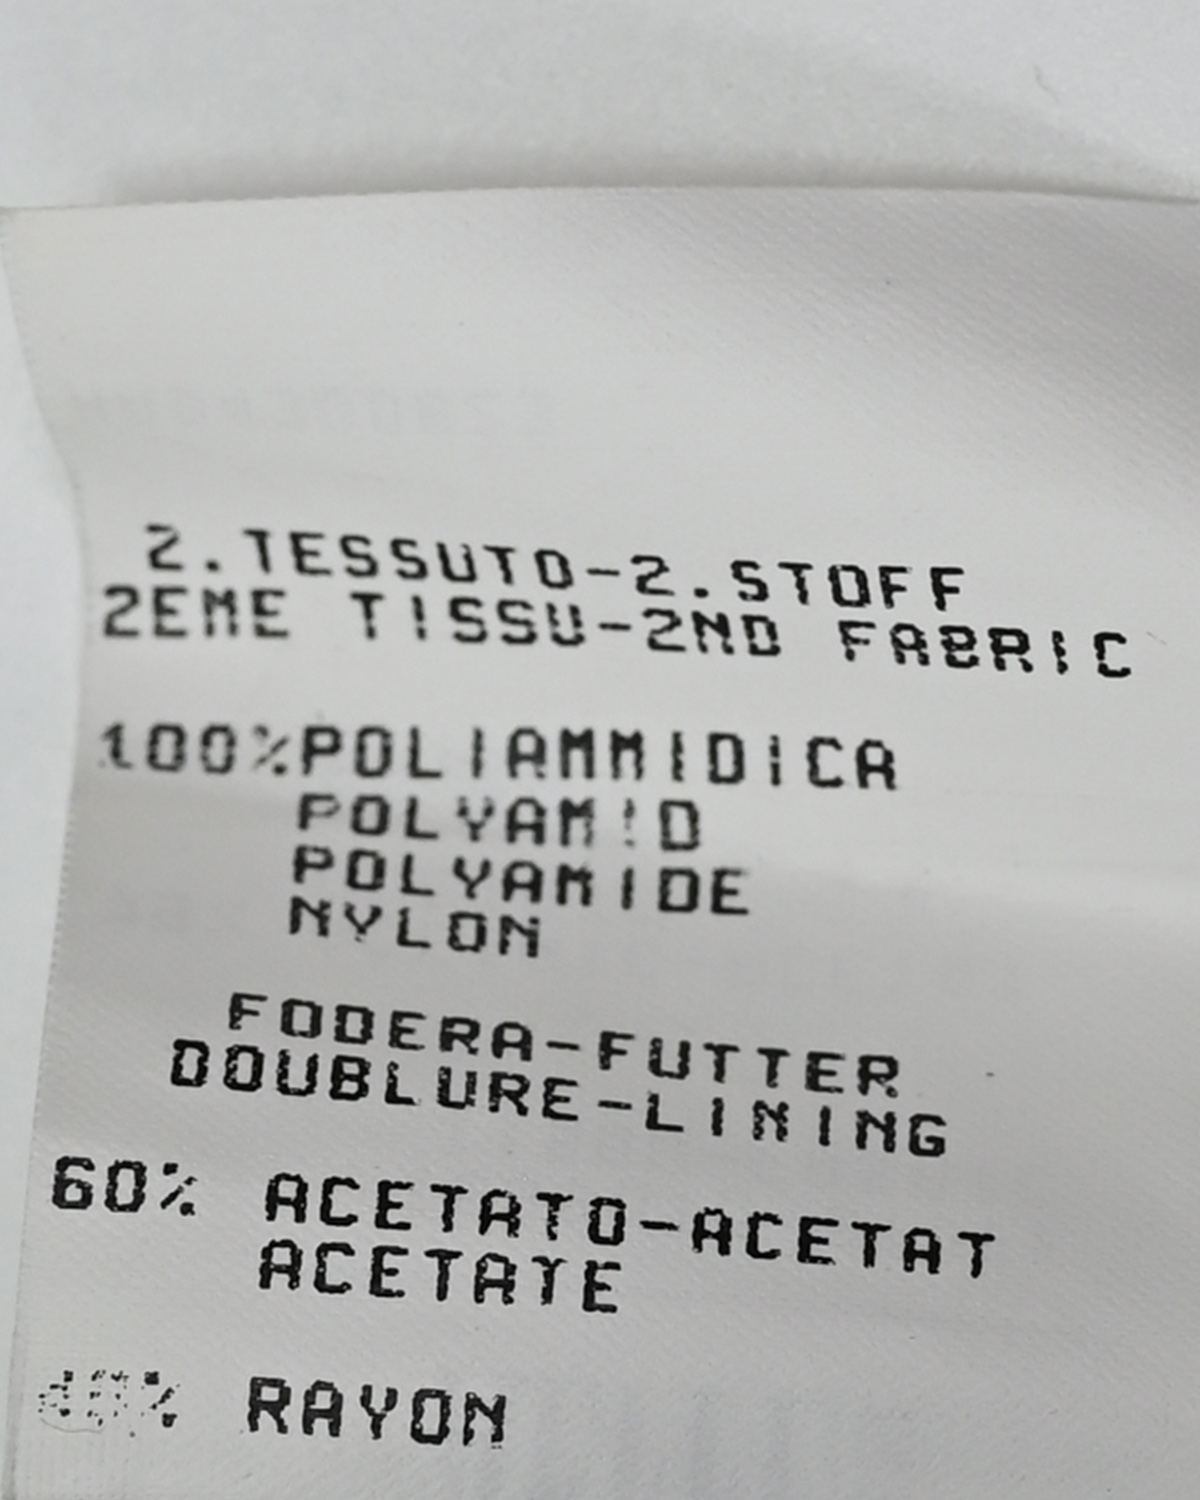 2.TESSUTO-2.STOFF
2EME TISSU-2ND FABRIC
100%POLIAMMIDICA
POLYAMID
POLYAMIDE
NYLON
FODERA-FUTTER
DOUBLURE-LINING
60% ACETATO-ACETAT
ACETATE
RAYON